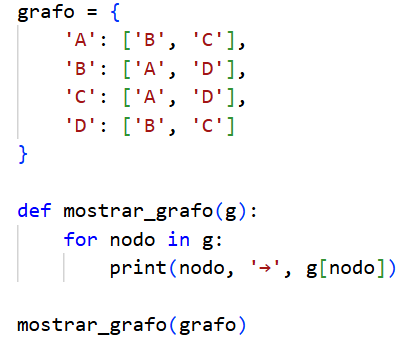 grafo = {
    'A': ['B', 'C'],
    'B': ['A', 'D'],
    'C': ['A', 'D'],
    'D': ['B', 'C']
}

def mostrar_grafo(g):
    for nodo in g:
        print(nodo, '→', g[nodo])

mostrar_grafo(grafo)